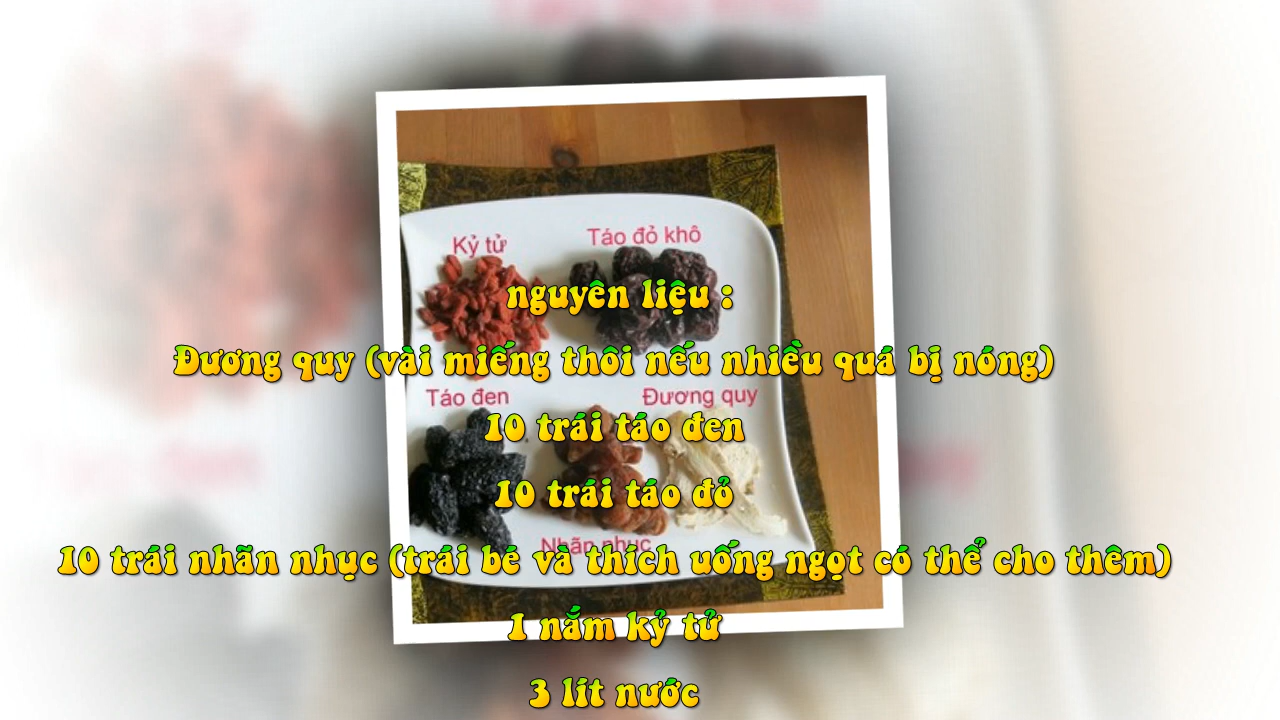 Kỷ tử
Táo đỏ khô
nguyên liệu :
Đương quy (vài miếng thôi nếu nhiều quá bị nóng)
Táo đen
Đương quy
10 trái táo đen
10 trái táo đỏ
Nhãn nhục
10 trái nhãn nhục (trái bé và thích uống ngọt có thể cho thêm)
1 nắm kỷ tử
3 lít nước